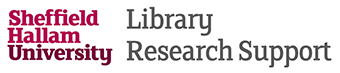 Sheffield
Hallam
University
Library
Research Support